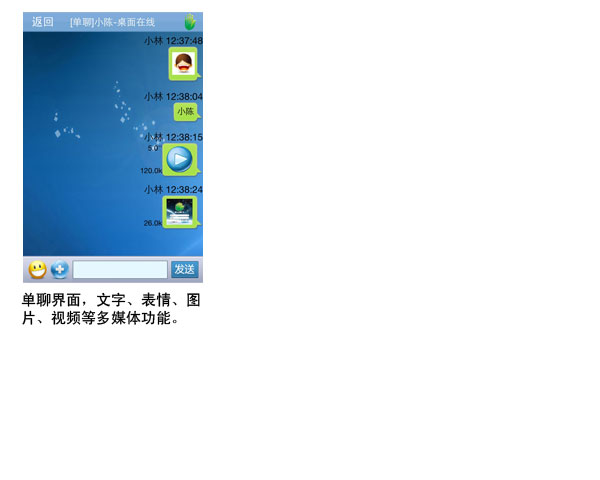 返回 [单聊]小陈-桌面在线
小林 12:37:48
小林 12:38:04
小陈
小林 12:38:15
120.0k
小林 12:38:24
26.0k
发送
单聊界面，文字、表情、图
片、视频等多媒体功能。